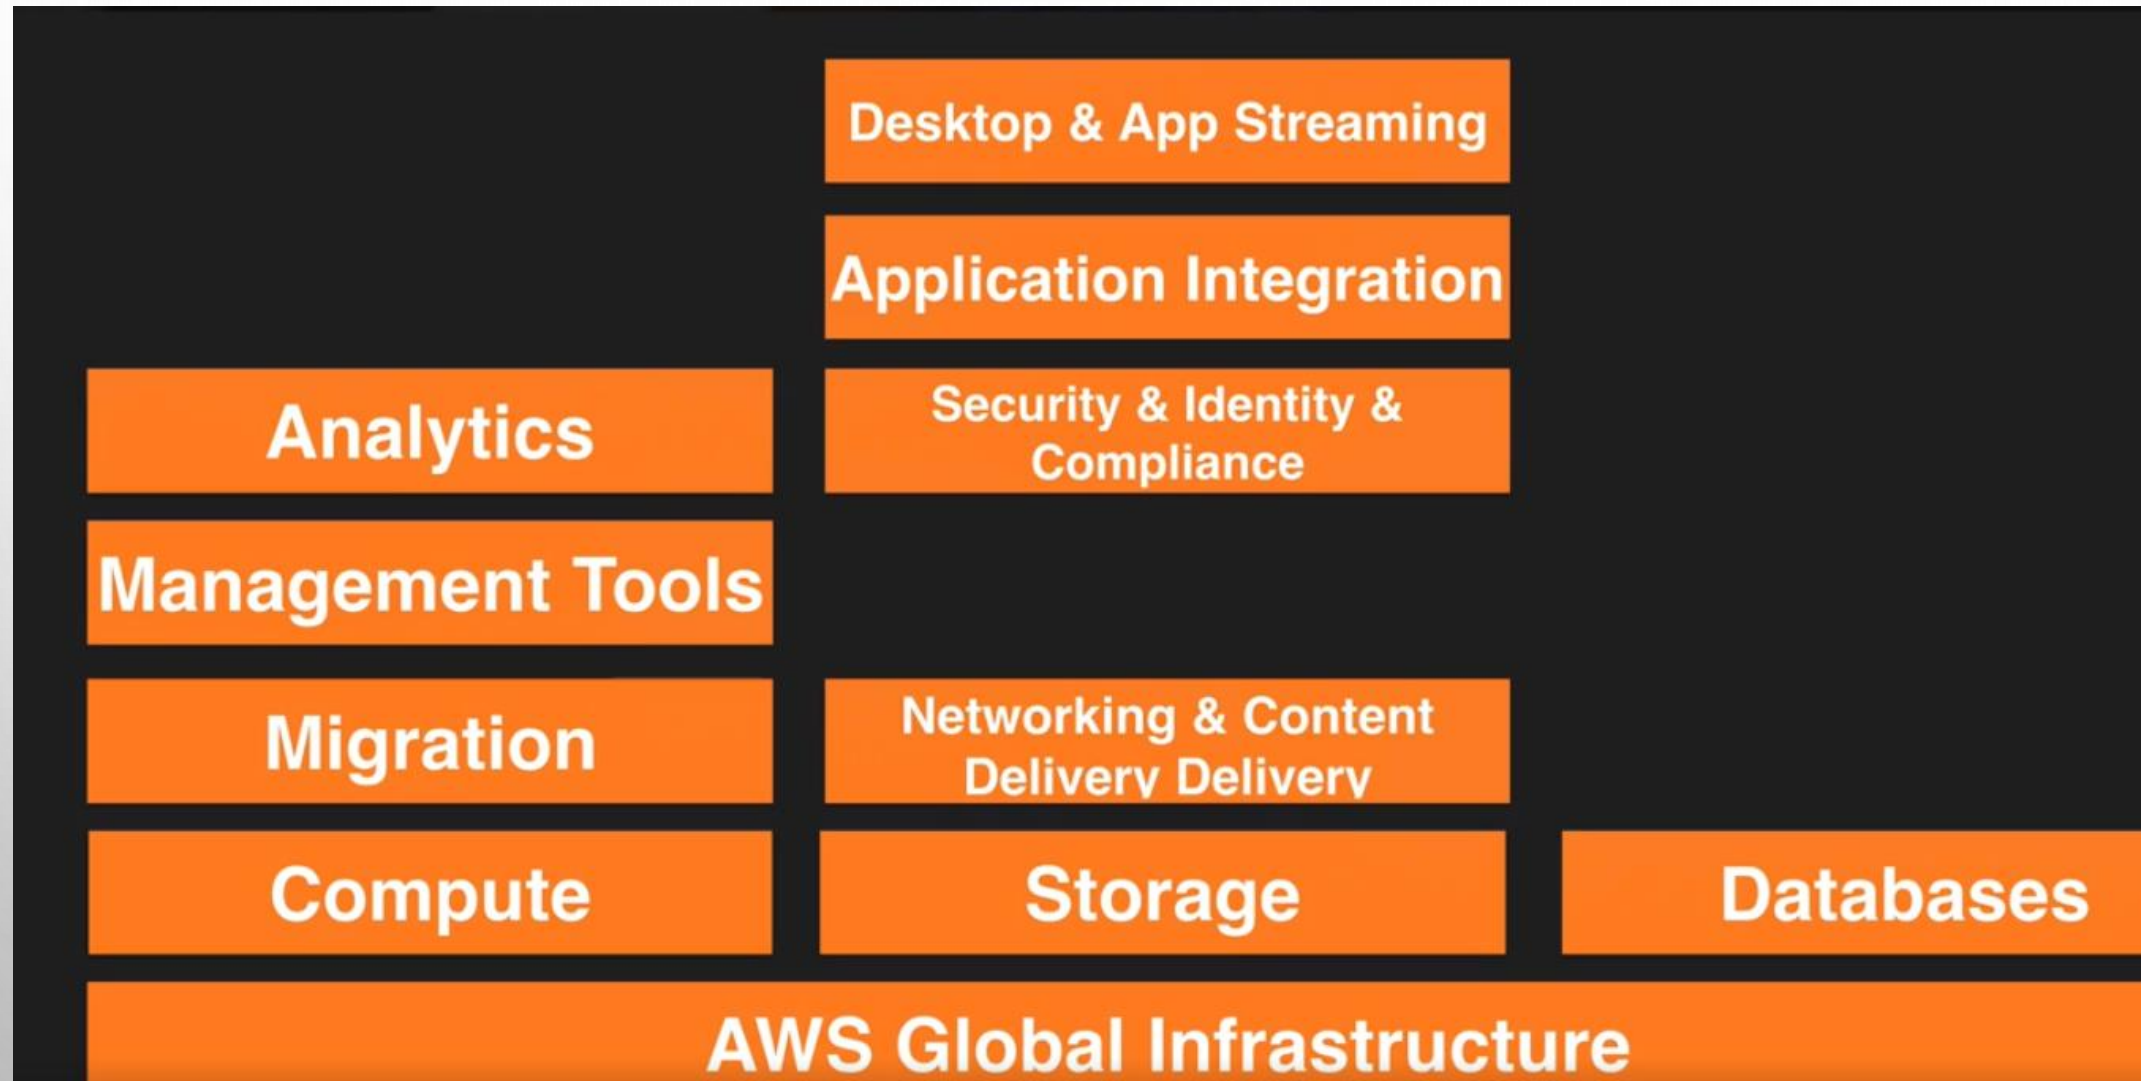 Desktop & App Streaming
Application Integration
Analytics
Security & Identity &
Compliance
Management Tools
Migration
Networking & Content
Delivery Delivery
Compute
Storage
Databases
AWS Global Infrastructure